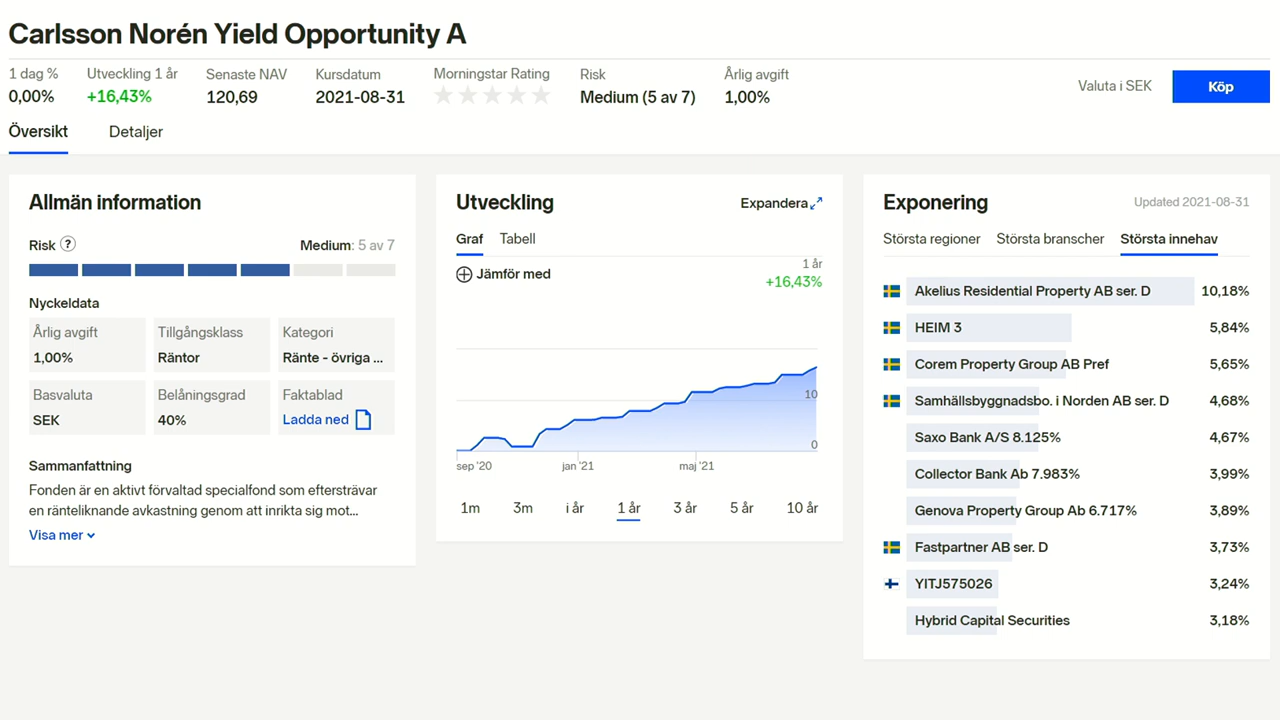 Carlsson Norén Yield Opportunity A
1 dag %
0,00%
Utveckling 1 år
+16,43%
Senaste NAV
120,69
Kursdatum
2021-08-31
Morningstar Rating
Risk
Medium (5 av 7)
Årlig avgift
1,00%
Valuta i SEK
Köp
Översikt
Detaljer
Allmän information
Risk ?
Medium: 5 av 7
Nyckeldata
Årlig avgift
1,00%
Tillgångsklass
Räntor
Kategori
Ränte - övriga ...
Basvaluta
SEK
Belåningsgrad
40%
Faktablad
Ladda ned
Sammanfattning
Fonden är en aktivt förvaltad specialfond som eftersträvar
en ränteliknande avkastning genom att inrikta sig mot...
Visa mer
Utveckling
Expandera
Graf
Tabell
Jämför med
1 år
+16,43%
10
0
sep '20
jan '21
maj '21
1m
3m
i år
1 år
3 år
5 år
10 år
Exponering
Updated 2021-08-31
Största regioner
Största branscher
Största innehav
Akelius Residential Property AB ser. D 10,18%
HEIM 3 5,84%
Corem Property Group AB Pref 5,65%
Samhällsbyggnadsbo. i Norden AB ser. D 4,68%
Saxo Bank A/S 8.125% 4,67%
Collector Bank Ab 7.983% 3,99%
Genova Property Group Ab 6.717% 3,89%
Fastpartner AB ser. D 3,73%
YITJ575026 3,24%
Hybrid Capital Securities 3,18%